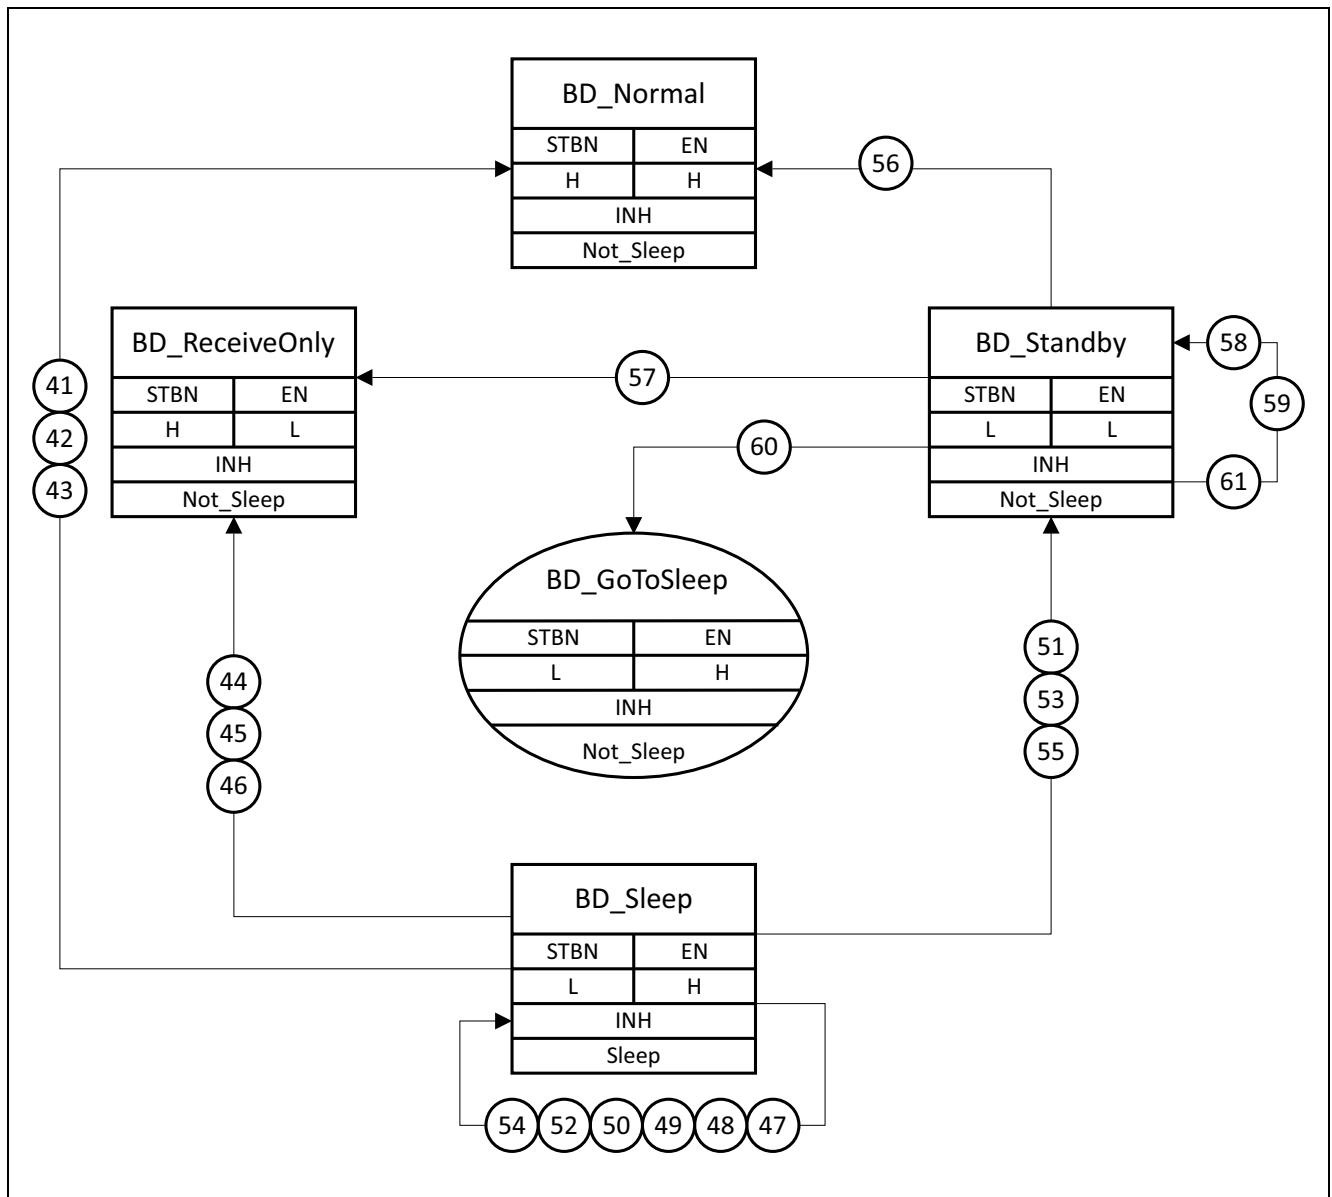 BD_Normal
STBN EN
H H
INH
Not_Sleep
56
BD_ReceiveOnly
STBN EN
H L
INH
Not_Sleep
BD_Standby
STBN EN
L L
INH
Not_Sleep
58
59
61
57
60
41
42
43
BD_GoToSleep
STBN EN
L H
INH
Not_Sleep
44
45
46
51
53
55
BD_Sleep
STBN EN
L H
INH
Sleep
54 52 50 49 48 47